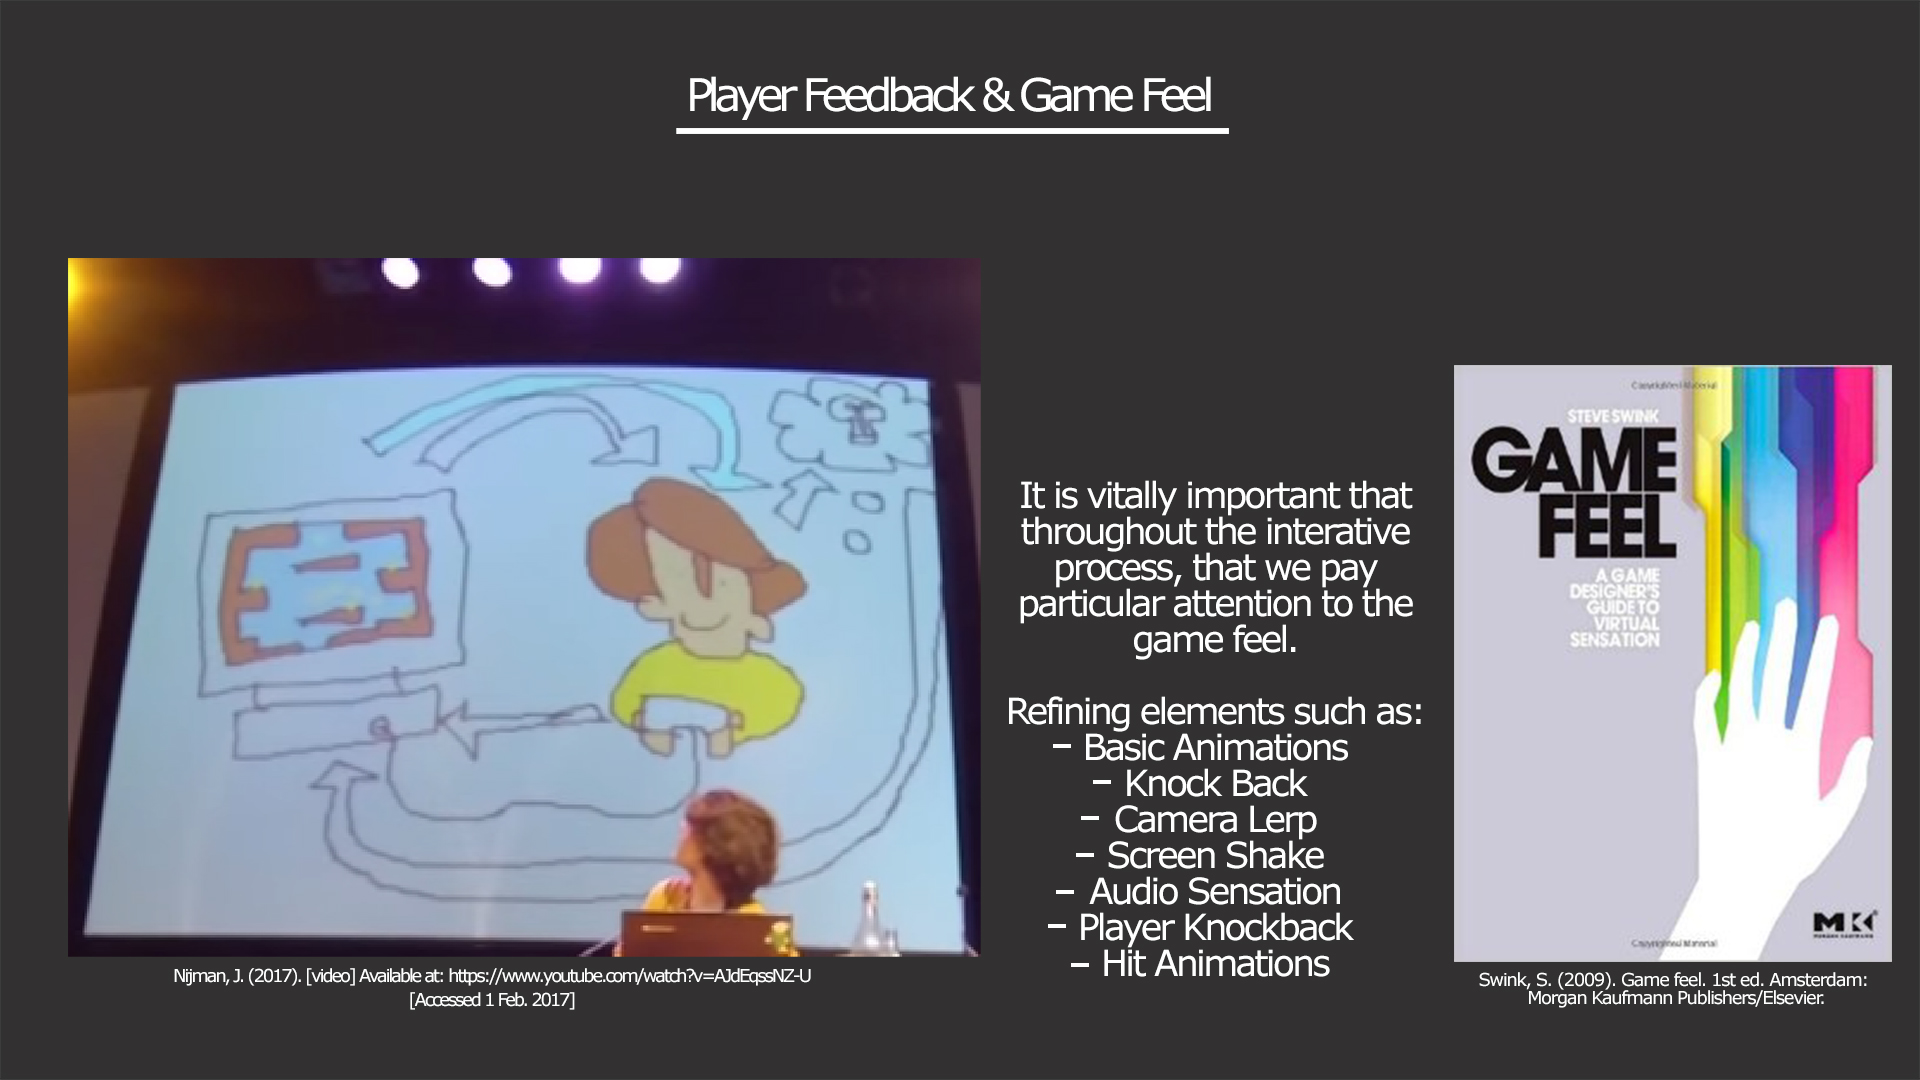 Player Feedback & Game Feel
It is vitally important that
throughout the interative
process, that we pay
particular attention to the
game feel.
Refining elements such as:
– Basic Animations
– Knock Back
– Camera Lerp
– Screen Shake
– Audio Sensation
– Player Knockback
– Hit Animations
Nijman, J. (2017). [video] Available at: https://www.youtube.com/watch?v=AJdEqssNZ-U
[Accessed 1 Feb. 2017]
Copyrighted Material
STEVE SWINK
GAME
FEEL
A GAME
DESIGNER'S
GUIDE TO
VIRTUAL
SENSATION
MK
MORGAN KAUFMANN
Copyrighted Material
Swink, S. (2009). Game feel. 1st ed. Amsterdam:
Morgan Kaufmann Publishers/Elsevier.